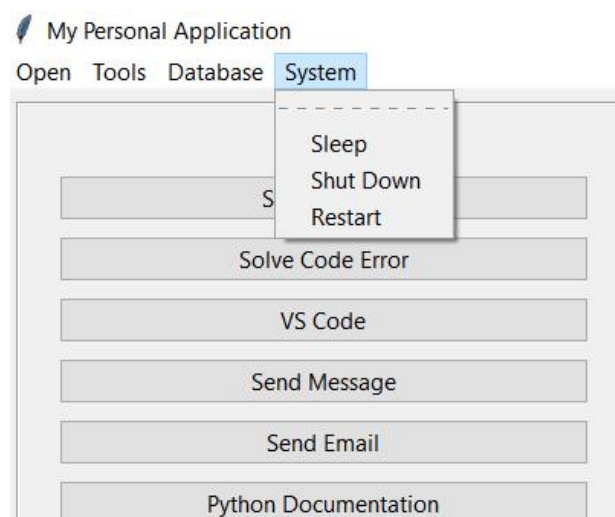 My Personal Application
Open Tools Database System
Sleep
Shut Down
Restart
Solve Code Error
VS Code
Send Message
Send Email
Python Documentation